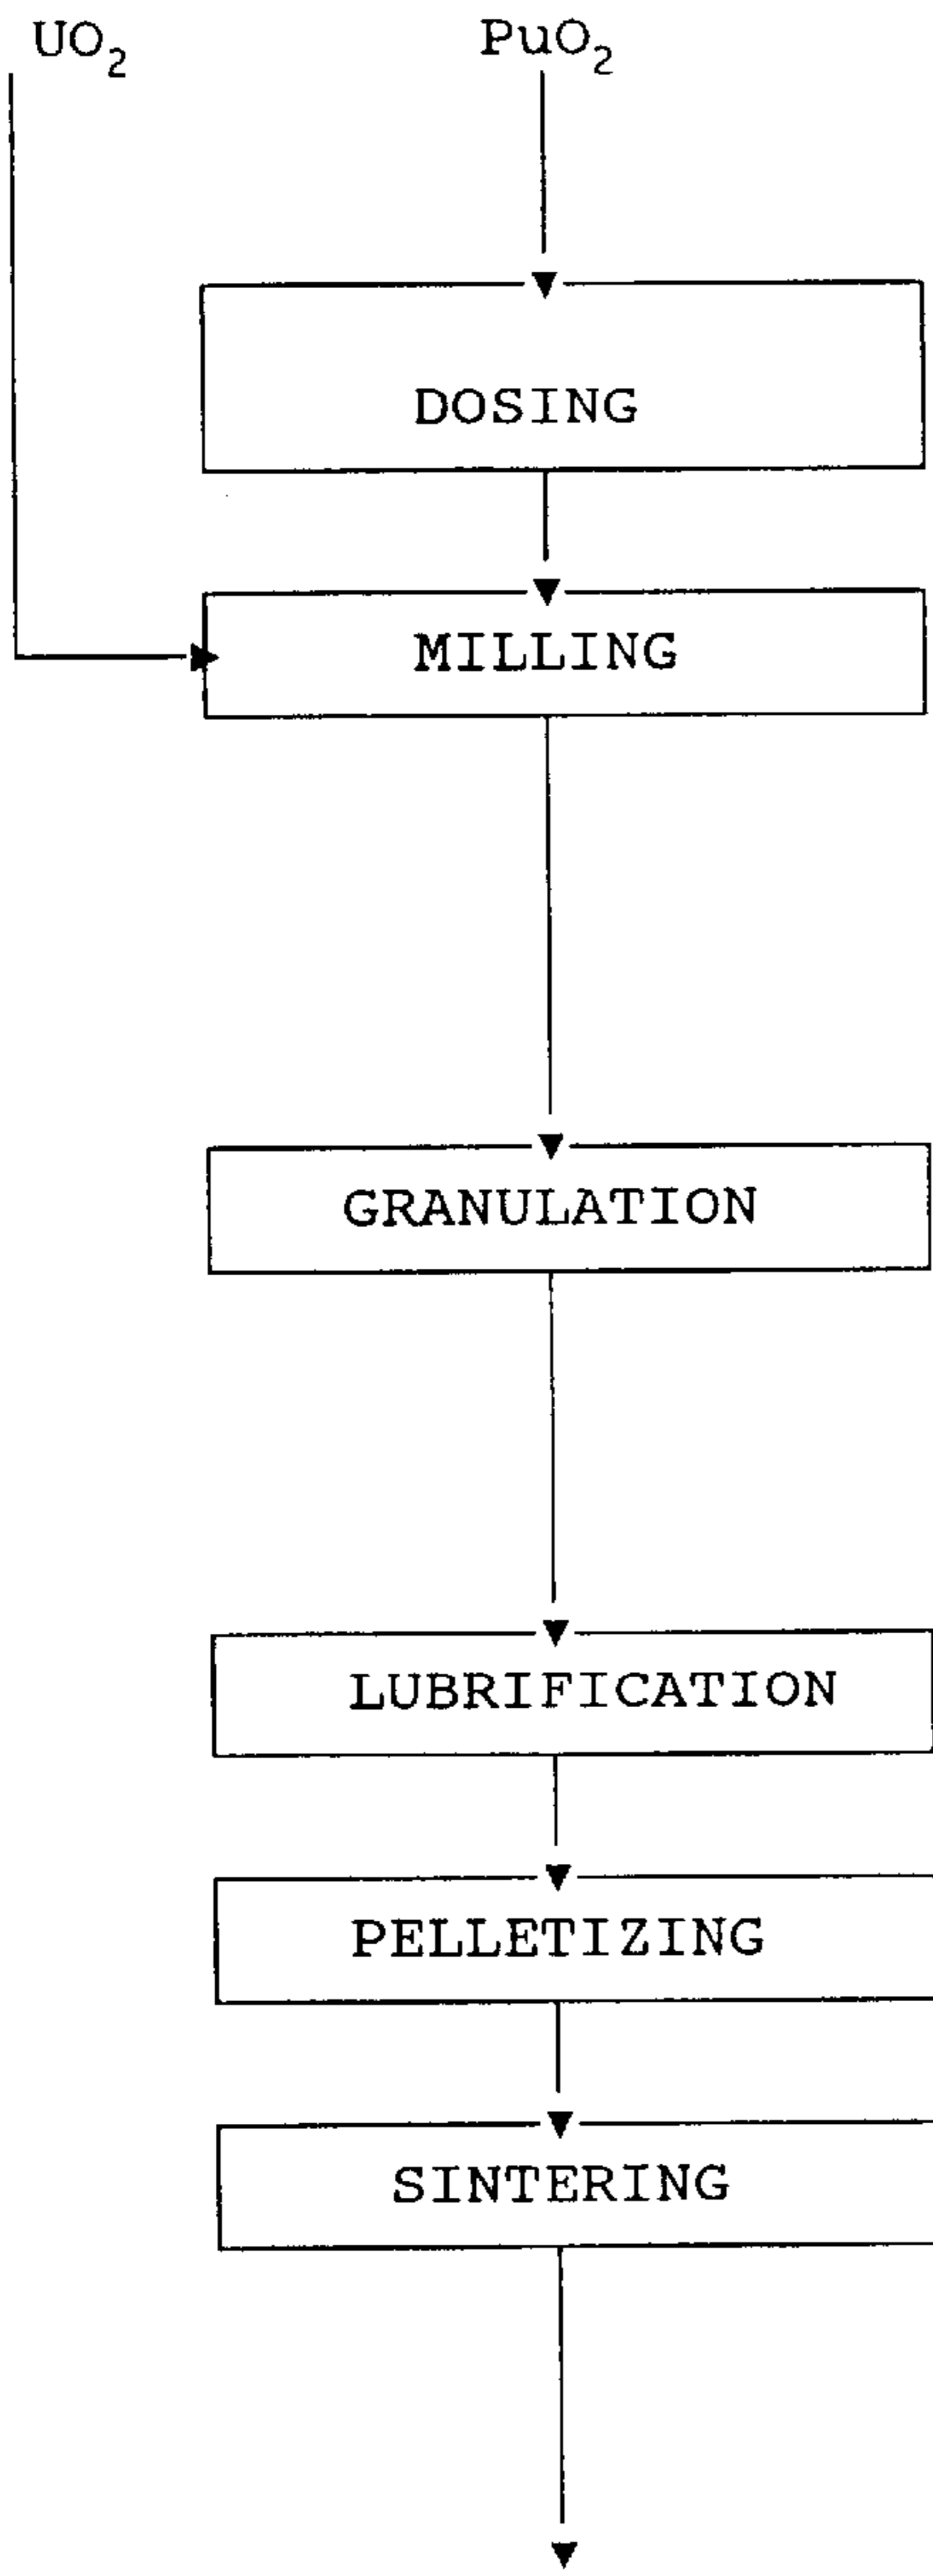 UO₂
PuO₂
DOSING
MILLING
GRANULATION
LUBRIFICATION
PELLETIZING
SINTERING